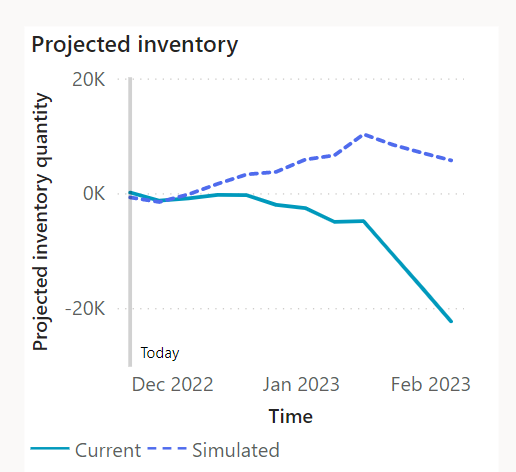 Projected inventory
Projected inventory quantity
20K
0K
-20K
Today
Dec 2022 Jan 2023 Feb 2023
Time
Current Simulated